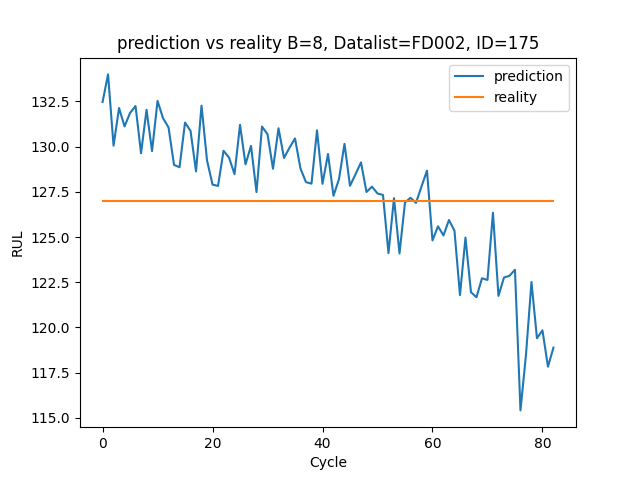 prediction vs reality B=8, Datalist=FD002, ID=175
prediction
reality
132.5
130.0
127.5
125.0
122.5
120.0
117.5
115.0
RUL
0 20 40 60 80
Cycle